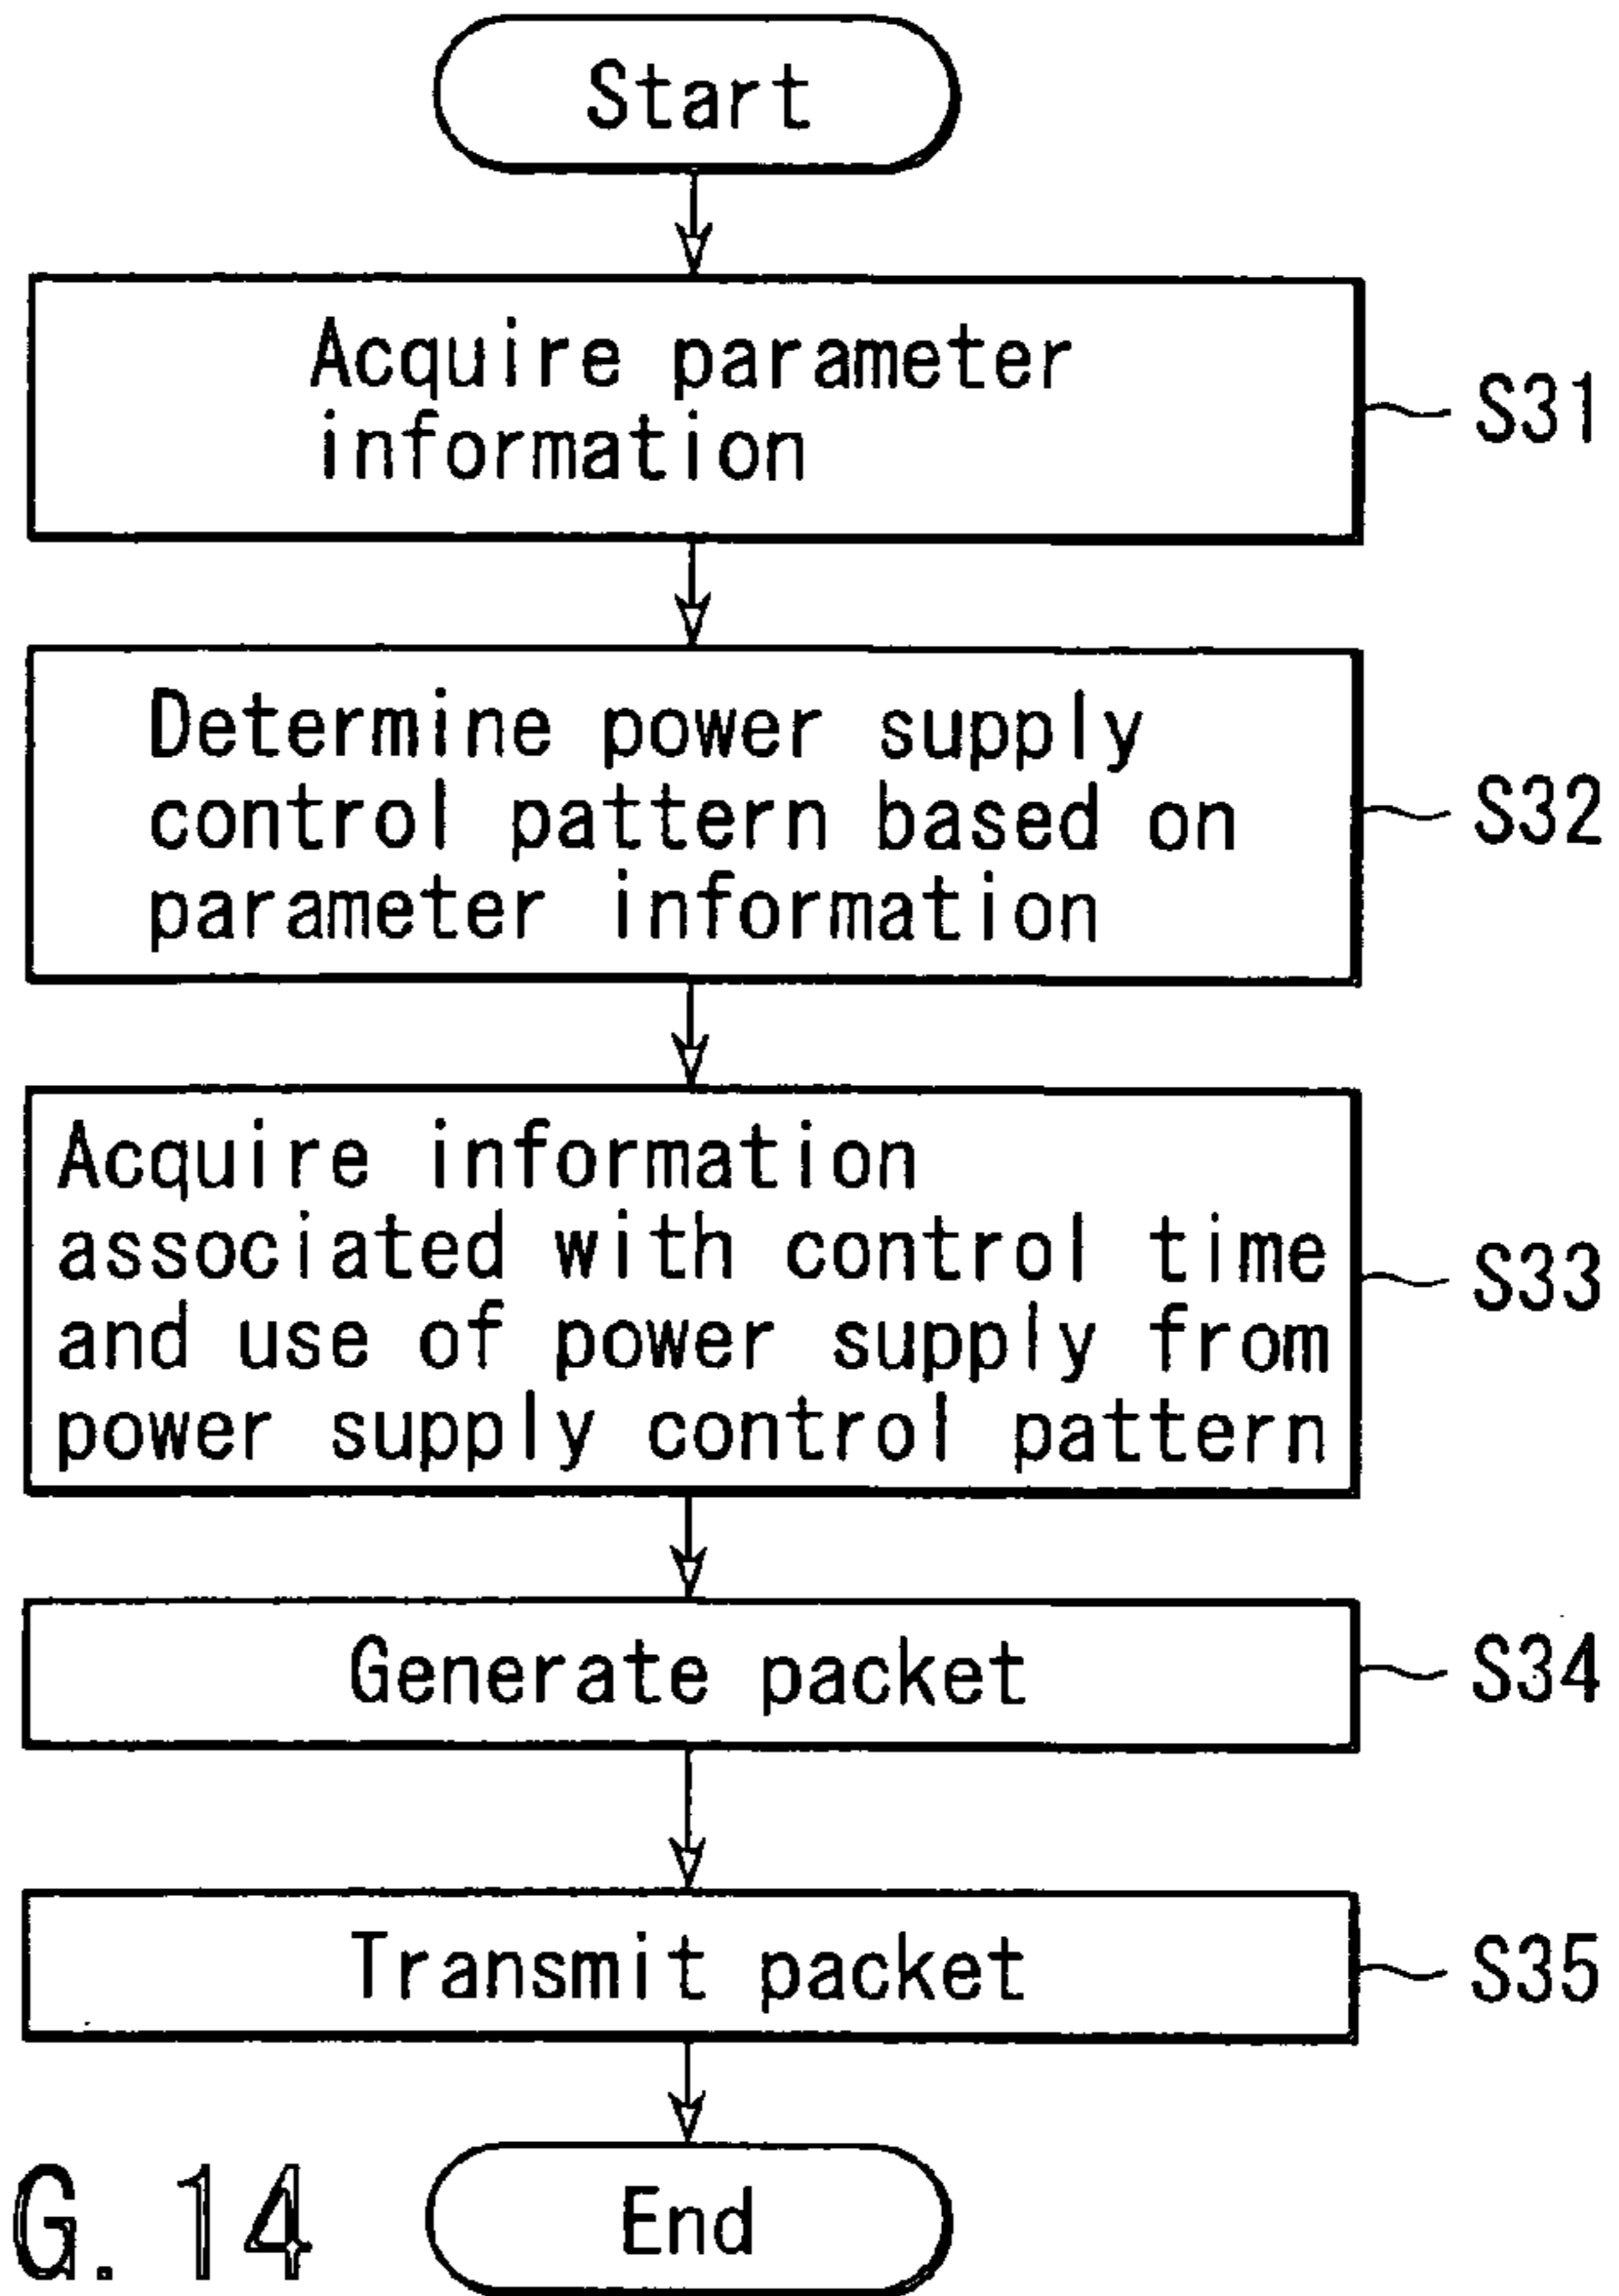 Start
Acquire parameter
information
S31
Determine power supply
control pattern based on
parameter information
S32
Acquire information
associated with control time
and use of power supply from
power supply control pattern
S33
Generate packet
S34
Transmit packet
S35
End
G. 14